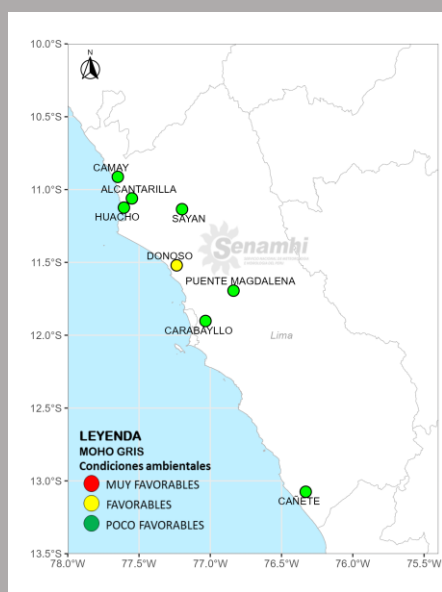 N
10.0°S
10.5°S
11.0°S
11.5°S
12.0°S
12.5°S
13.0°S
13.5°S
CAMAY
ALCANTARILLA
HUACHO
SAYAN
DONOSO
Senamhi
PUENTE MAGDALENA
CARABAYLLO
Lima
CAÑETE
LEYENDA
MOHO GRIS
Condiciones ambientales
MUY FAVORABLES
FAVORABLES
POCO FAVORABLES
78.0°W
77.5°W
77.0°W
76.5°W
76.0°W
75.5°W